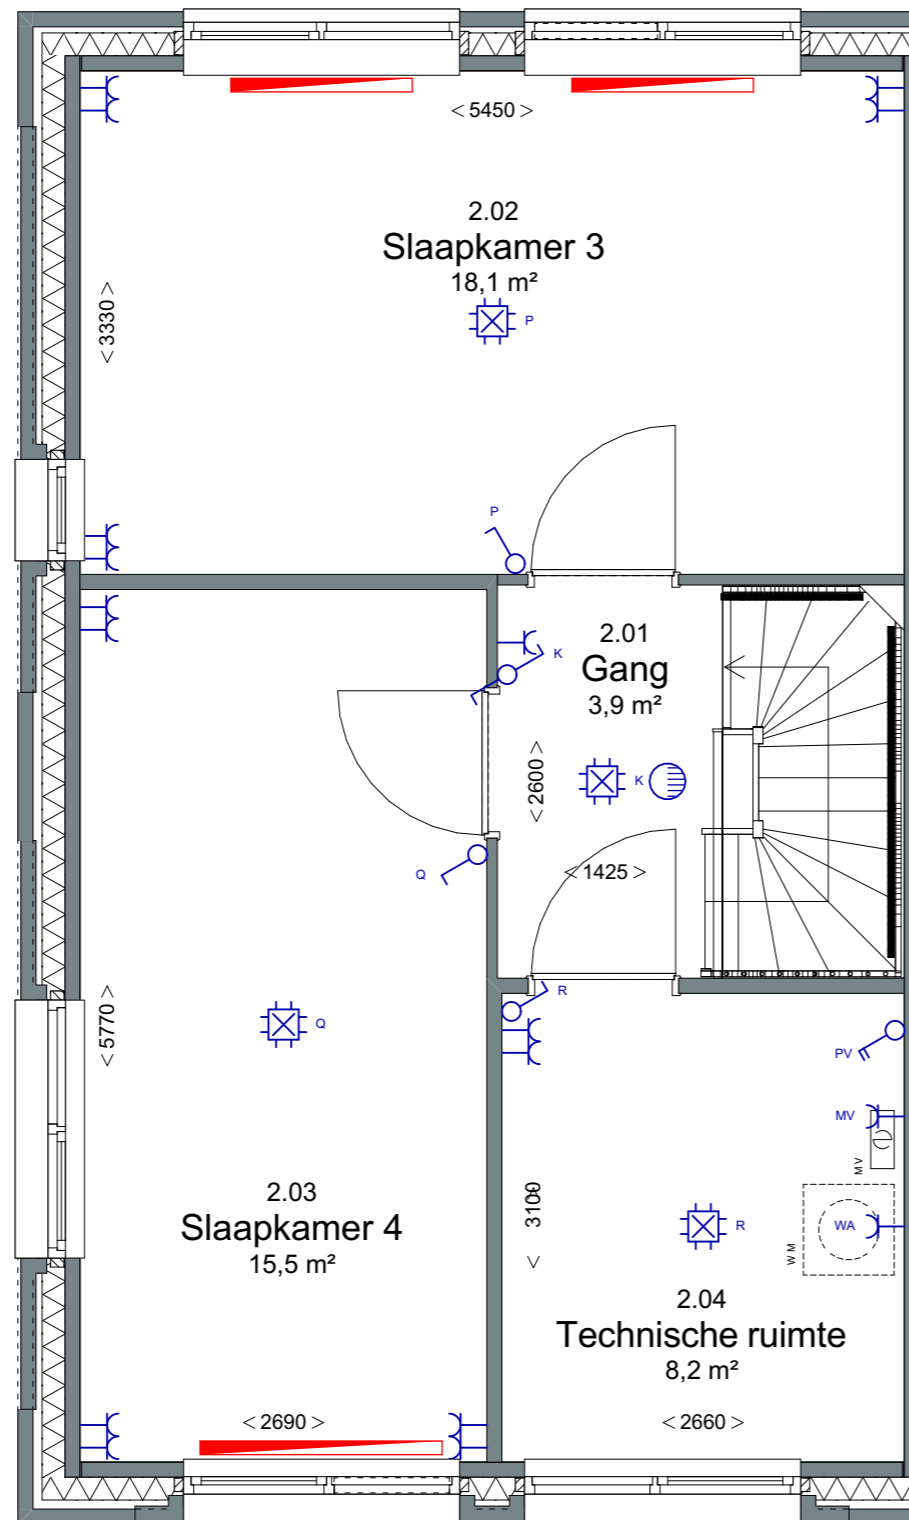 <5450>
2.02
Slaapkamer 3
18,1 m²
P
<3330>
P
2.01
Gang
3,9 m²
K
K
<2600>
<1425>
Q
R
Q
<5770>
PV
MV
MV
WA
WM
R
<3100
2.03
Slaapkamer 4
15,5 m²
2.04
Technische ruimte
8,2 m²
<2690>
<2660>